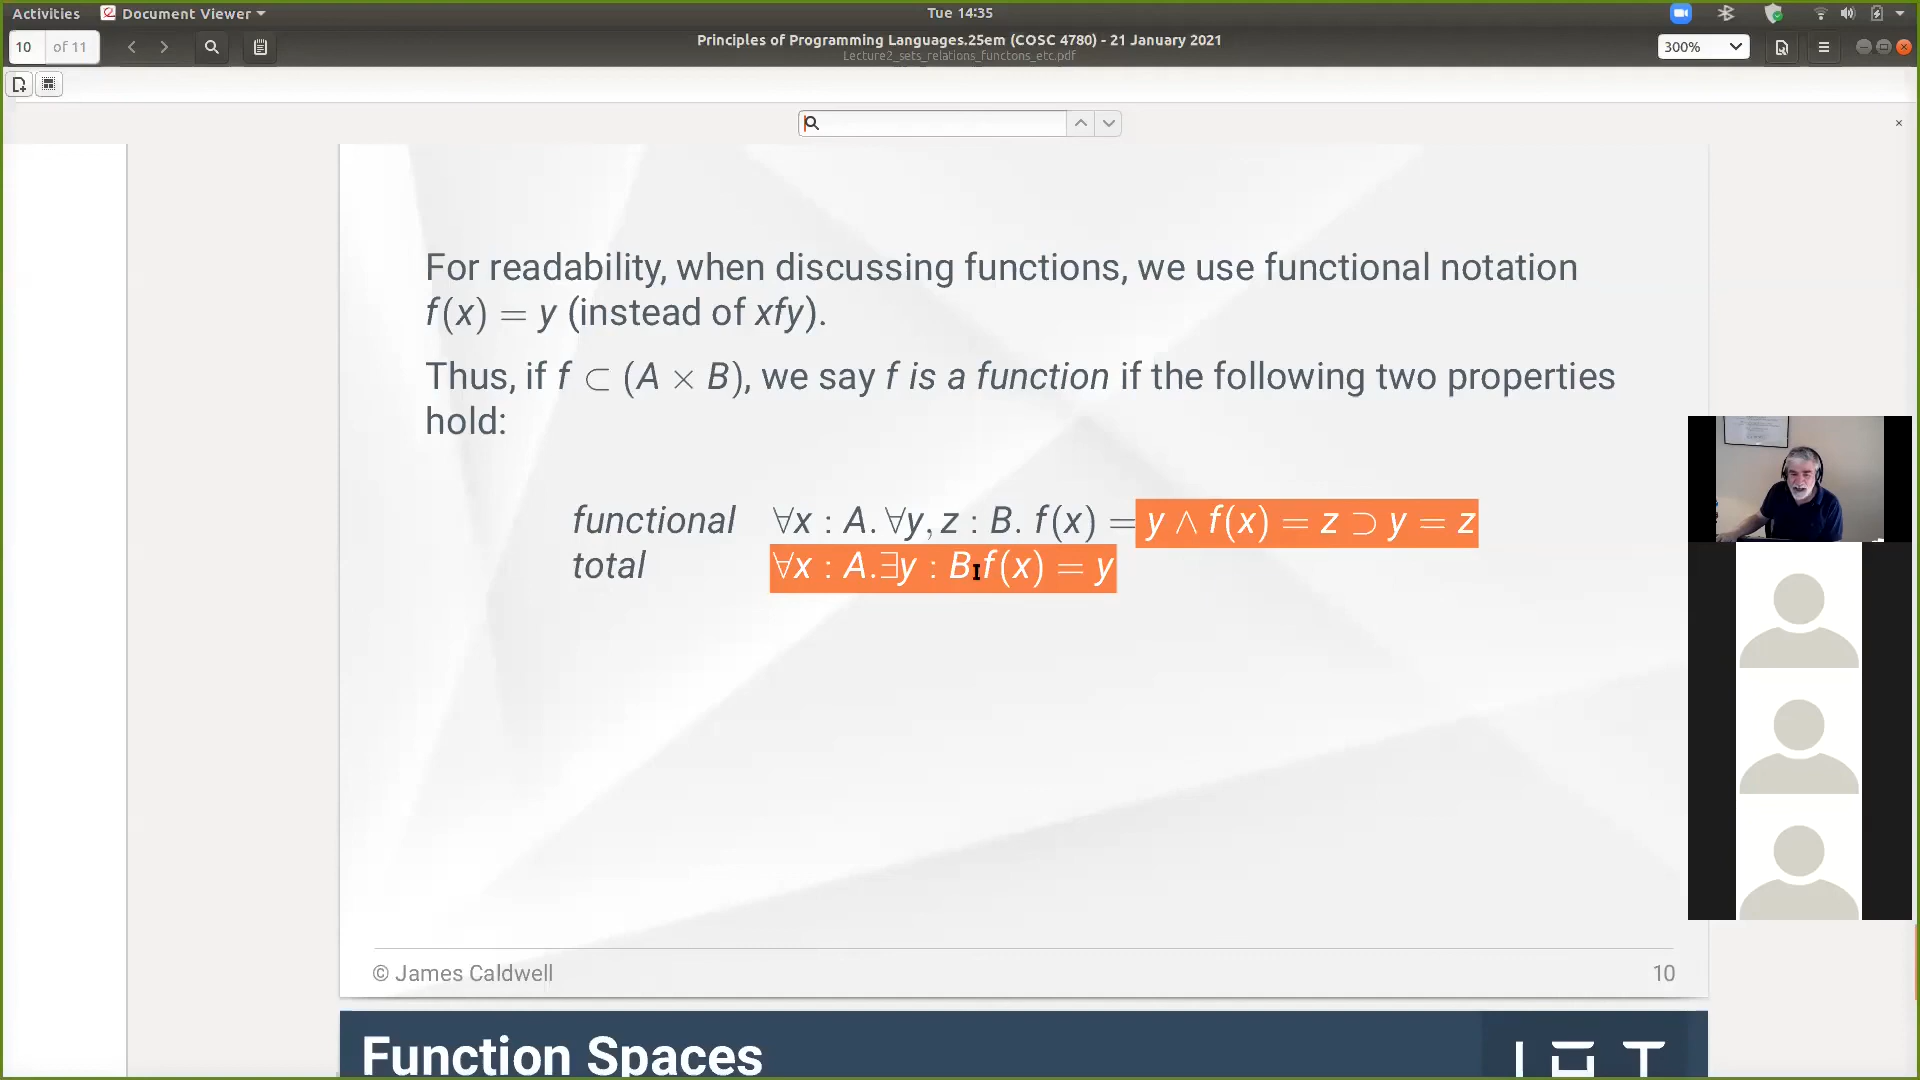 Activities Document Viewer Tue 14:35
10 of 11 Principles of Programming Languages.25em (COSC 4780) - 21 January 2021 300%
Lecture2_sets_relations_functons_etc.pdf
For readability, when discussing functions, we use functional notation
f(x) = y (instead of xfy).
Thus, if f ⊂ (A × B), we say f is a function if the following two properties
hold:
functional ∀x : A. ∀y, z : B. f(x) = y ∧ f(x) = z ⊃ y = z
total ∀x : A.∃y : B.f(x) = y
© James Caldwell 10
Function Spaces